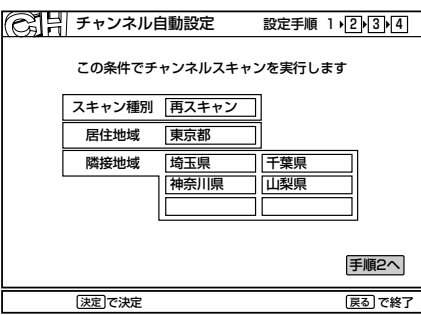 CH チャンネル自動設定 設定手順 1 2 3 4
この条件でチャンネルスキャンを実行します
スキャン種別 再スキャン
居住地域 東京都
隣接地域 埼玉県 千葉県
神奈川県 山梨県
手順2へ
決定で決定 戻るで終了